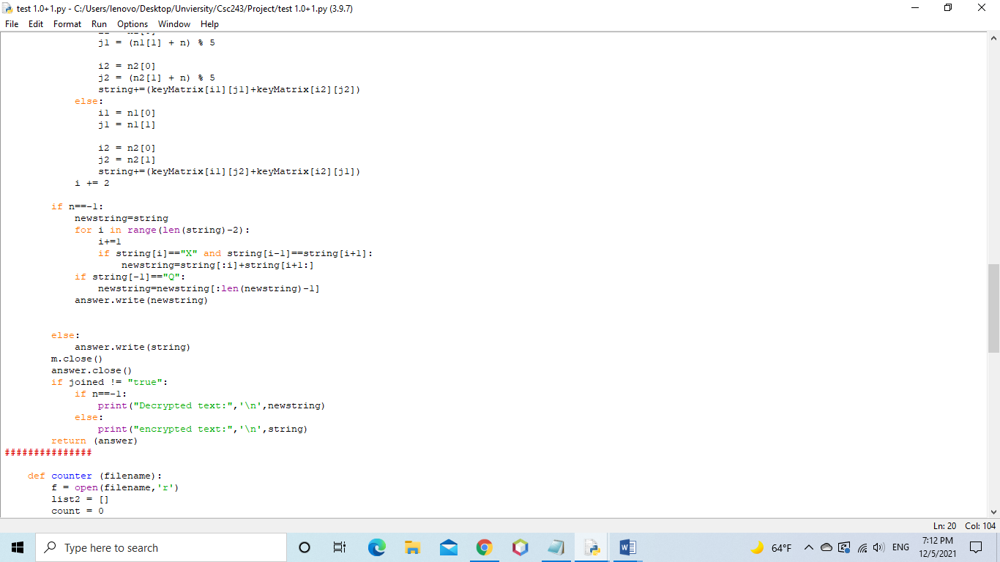 test 1.0+1.py - C:/Users/lenovo/Desktop/Unviersity/Csc243/Project/test 1.0+1.py (3.9.7)
File Edit Format Run Options Window Help
j1 = (n1[1] + n) % 5
i2 = n2[0]
j2 = (n2[1] + n) % 5
string+=(keyMatrix[i1][j1]+keyMatrix[i2][j2])
else:
i1 = n1[0]
j1 = n1[1]
i2 = n2[0]
j2 = n2[1]
string+=(keyMatrix[i1][j2]+keyMatrix[i2][j1])
i += 2
if n==-1:
newstring=string
for i in range(len(string)-2):
i+=1
if string[i]=="X" and string[i-1]==string[i+1]:
newstring=string[:i]+string[i+1:]
if string[-1]=="Q":
newstring=newstring[:len(newstring)-1]
answer.write(newstring)
else:
answer.write(string)
m.close()
answer.close()
if joined != "true":
if n==-1:
print("Decrypted text:",'\n',newstring)
else:
print("encrypted text:",'\n',string)
return (answer)
###############
def counter (filename):
f = open(filename,'r')
list2 = []
count = 0
Ln: 20 Col: 104
Type here to search
64°F
ENG
7:12 PM
12/5/2021